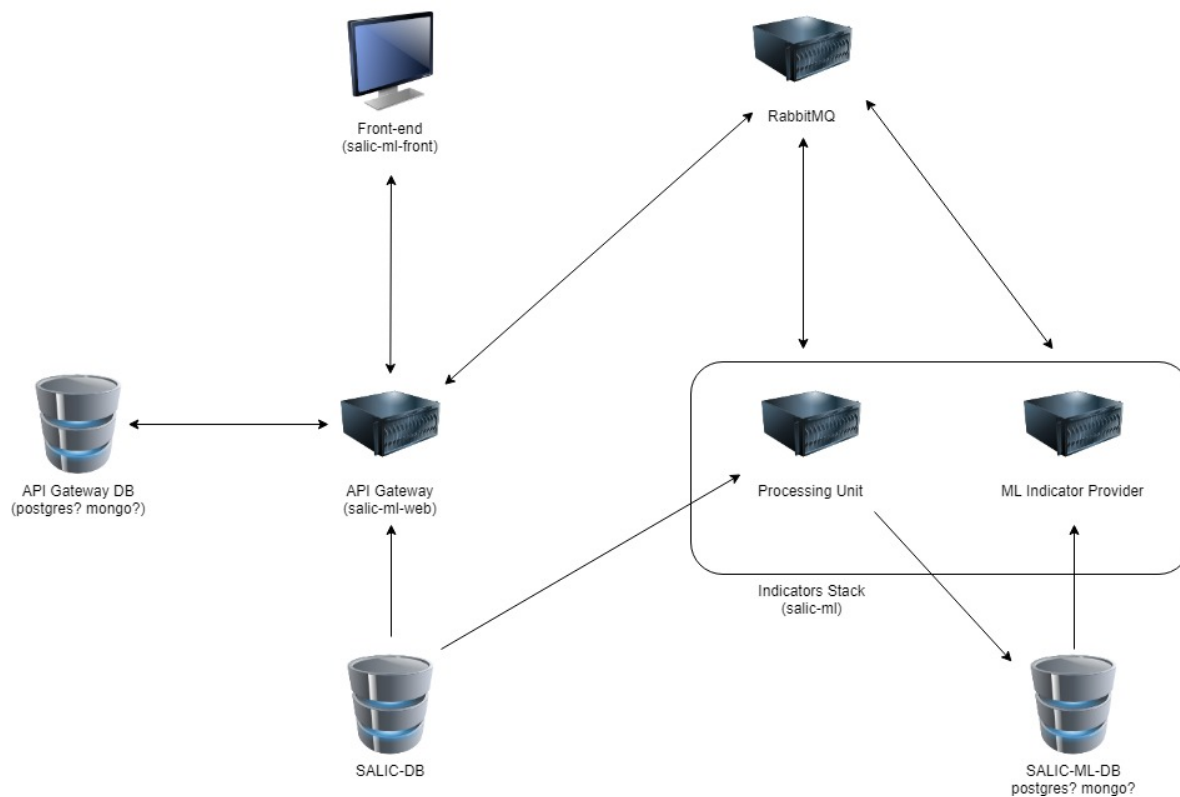 RabbitMQ
Front-end
(salic-ml-front)
API Gateway DB
(postgres? mongo?)
API Gateway
(salic-ml-web)
Processing Unit
ML Indicator Provider
Indicators Stack
(salic-ml)
SALIC-DB
SALIC-ML-DB
postgres? mongo?